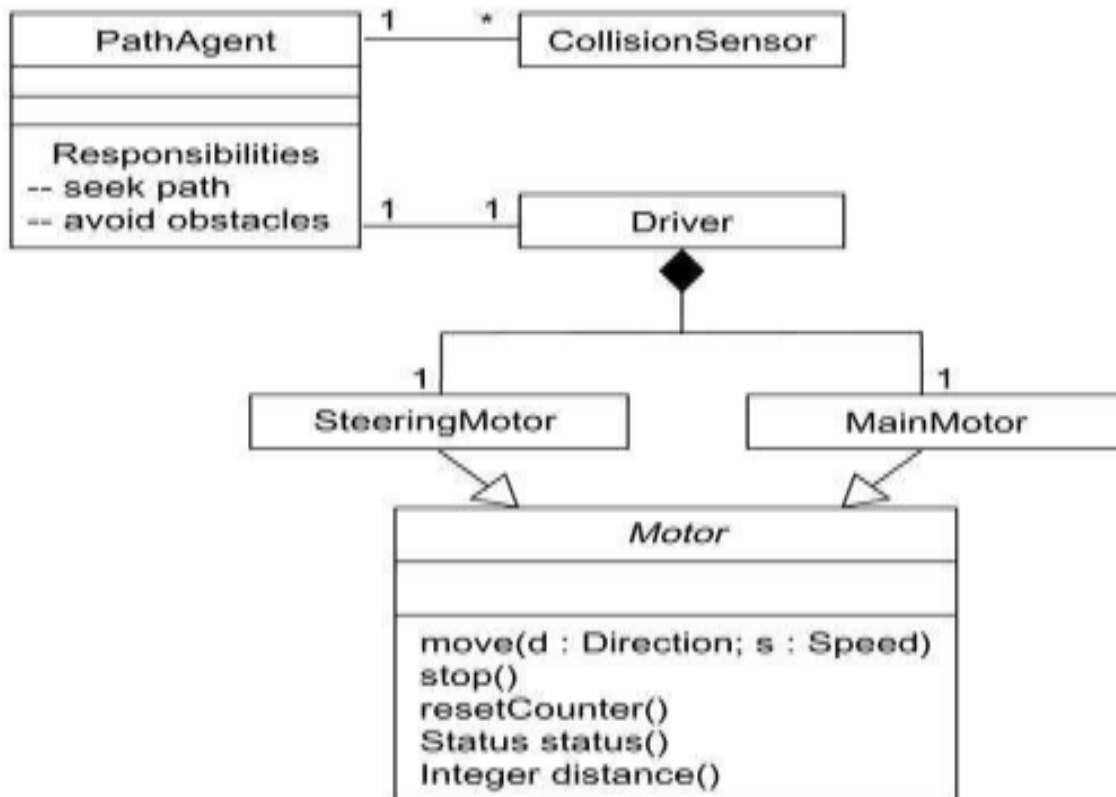 PathAgent
1
*
CollisionSensor
Responsibilities
-- seek path
-- avoid obstacles
1
1
Driver
1
1
SteeringMotor
MainMotor
Motor
move(d : Direction; s : Speed)
stop()
resetCounter()
Status status()
Integer distance()